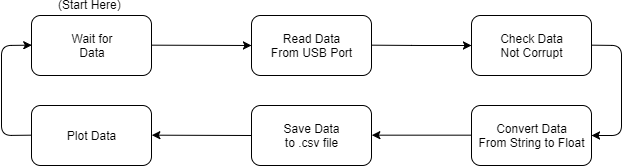 (Start Here)
Wait for
Data
Read Data
From USB Port
Check Data
Not Corrupt
Convert Data
From String to Float
Save Data
to .csv file
Plot Data